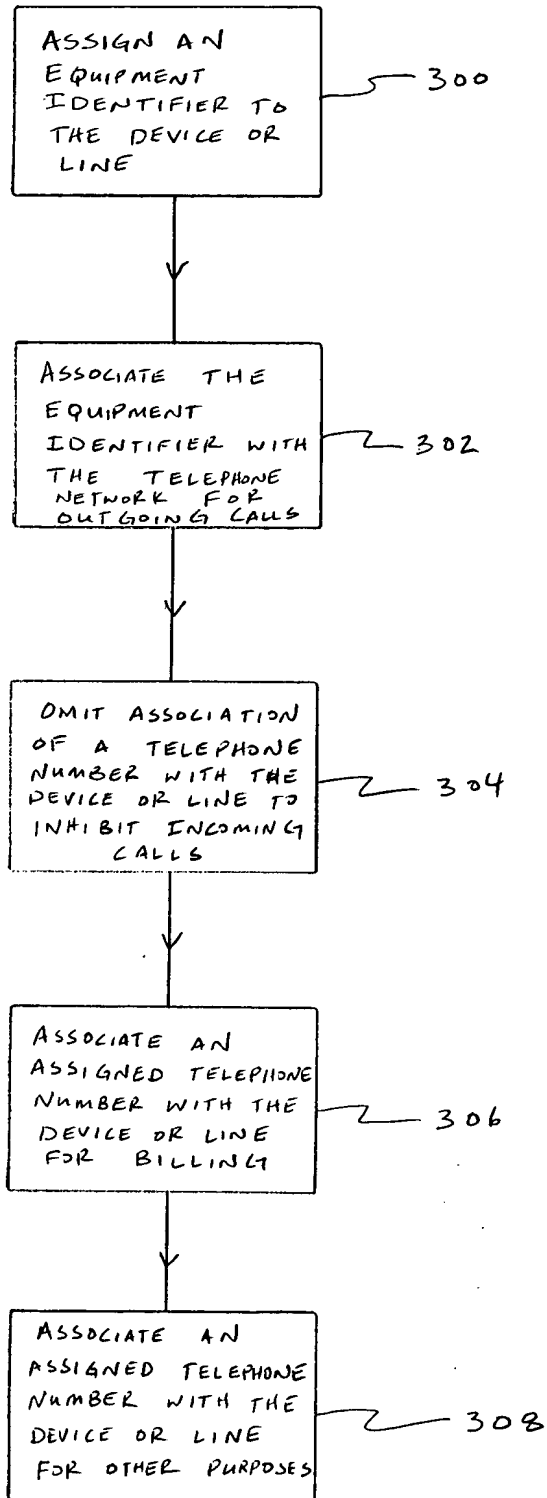 ASSIGN AN
EQUIPMENT
IDENTIFIER TO
THE DEVICE OR
LINE
300
ASSOCIATE THE
EQUIPMENT
IDENTIFIER WITH
THE TELEPHONE
NETWORK FOR
OUTGOING CALLS
302
OMIT ASSOCIATION
OF A TELEPHONE
NUMBER WITH THE
DEVICE OR LINE TO
INHIBIT INCOMING
CALLS
304
ASSOCIATE AN
ASSIGNED TELEPHONE
NUMBER WITH THE
DEVICE OR LINE
FOR BILLING
306
ASSOCIATE AN
ASSIGNED TELEPHONE
NUMBER WITH THE
DEVICE OR LINE
FOR OTHER PURPOSES
308